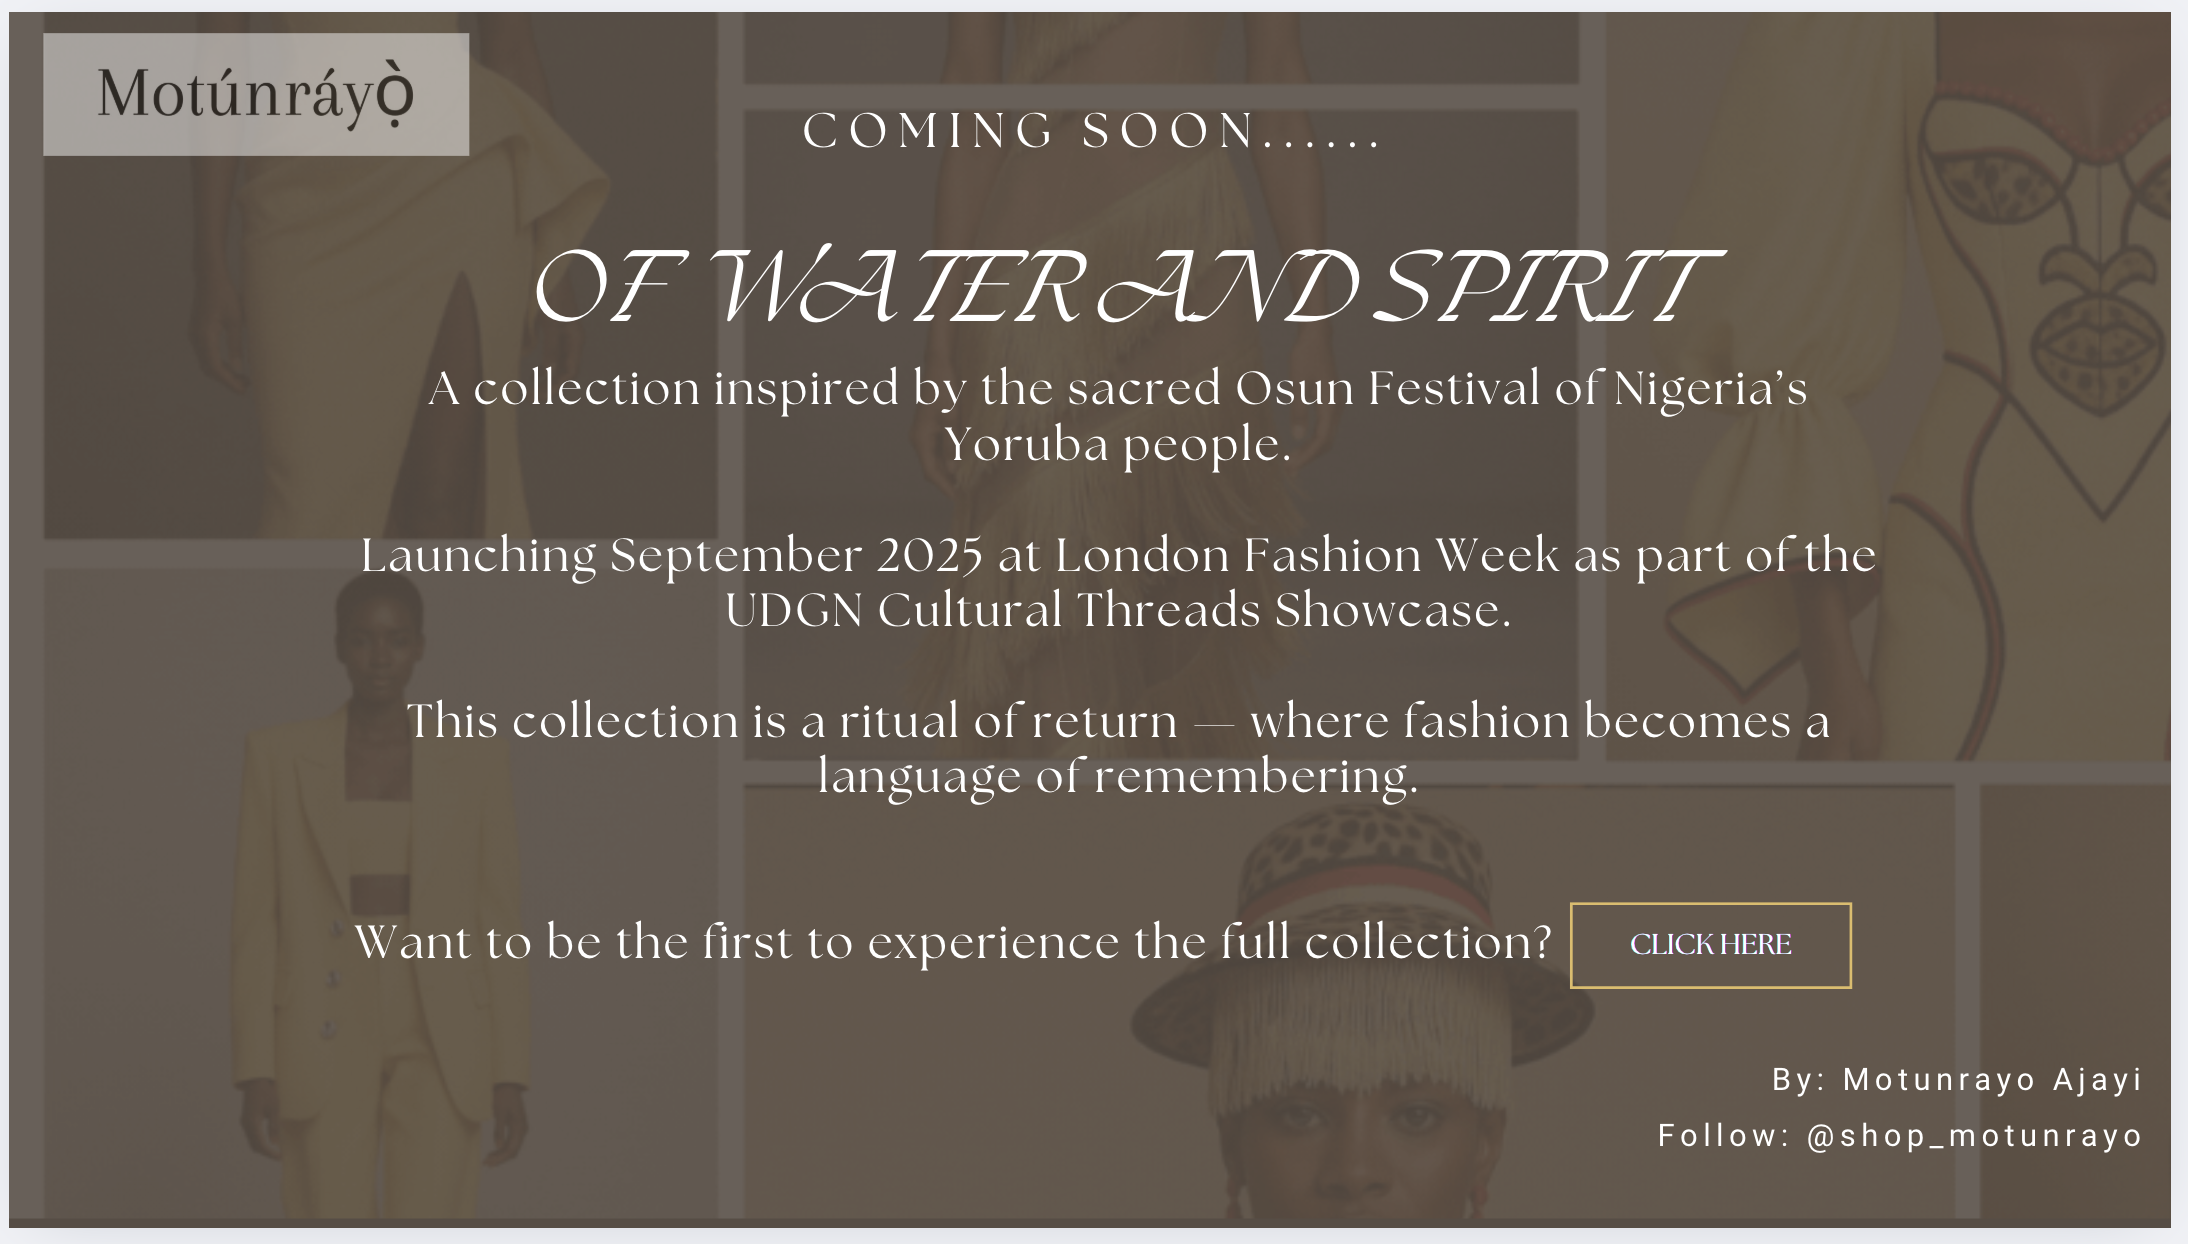 Motúnráyọ̀
COMING SOON......
OF WATER AND SPIRIT
A collection inspired by the sacred Osun Festival of Nigeria’s
Yoruba people.
Launching September 2025 at London Fashion Week as part of the
UDGN Cultural Threads Showcase.
This collection is a ritual of return — where fashion becomes a
language of remembering.
Want to be the first to experience the full collection?
CLICK HERE
By: Motunrayo Ajayi
Follow: @shop_motunrayo